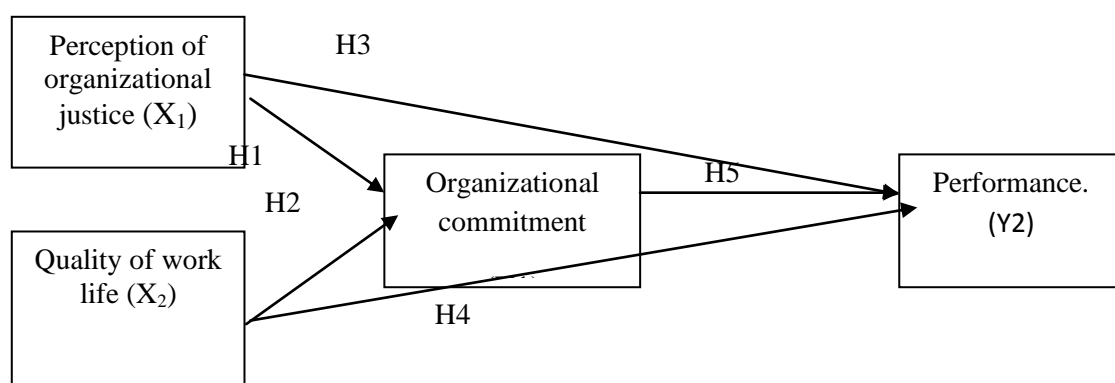 H3
Perception of
organizational
justice (X₁)
H1
H2
Organizational
commitment
H5
Performance.
(Y2)
Quality of work
life (X₂)
H4